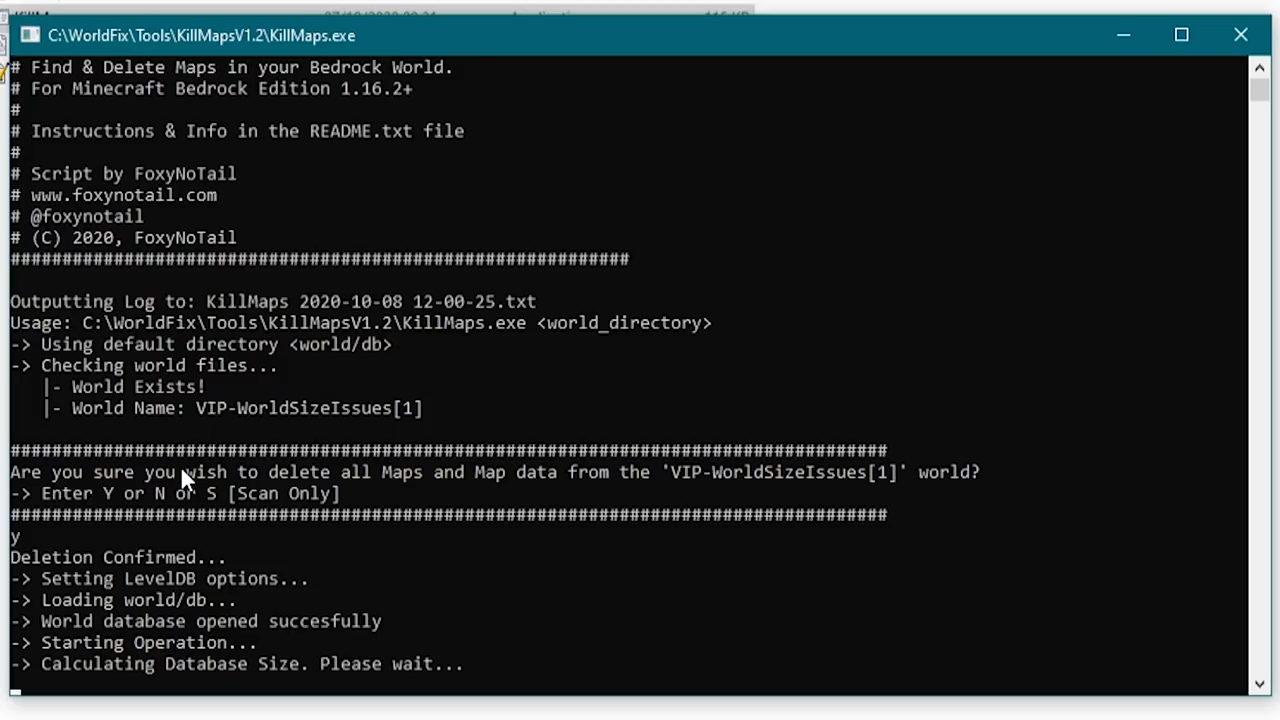 C:\WorldFix\Tools\KillMapsV1.2\KillMaps.exe
# Find & Delete Maps in your Bedrock World.
# For Minecraft Bedrock Edition 1.16.2+
#
# Instructions & Info in the README.txt file
#
# Script by FoxyNoTail
# www.foxynotail.com
# @foxynotail
# (C) 2020, FoxyNoTail
############################################################
Outputting Log to: KillMaps 2020-10-08 12-00-25.txt
Usage: C:\WorldFix\Tools\KillMapsV1.2\KillMaps.exe <world_directory>
-> Using default directory <world/db>
-> Checking world files...
|- World Exists!
|- World Name: VIP-WorldSizeIssues[1]
#####################################################################################
Are you sure you wish to delete all Maps and Map data from the 'VIP-WorldSizeIssues[1]' world?
-> Enter Y or N or S [Scan Only]
#####################################################################################
y
Deletion Confirmed...
-> Setting LevelDB options...
-> Loading world/db...
-> World database opened succesfully
-> Starting Operation...
-> Calculating Database Size. Please wait...